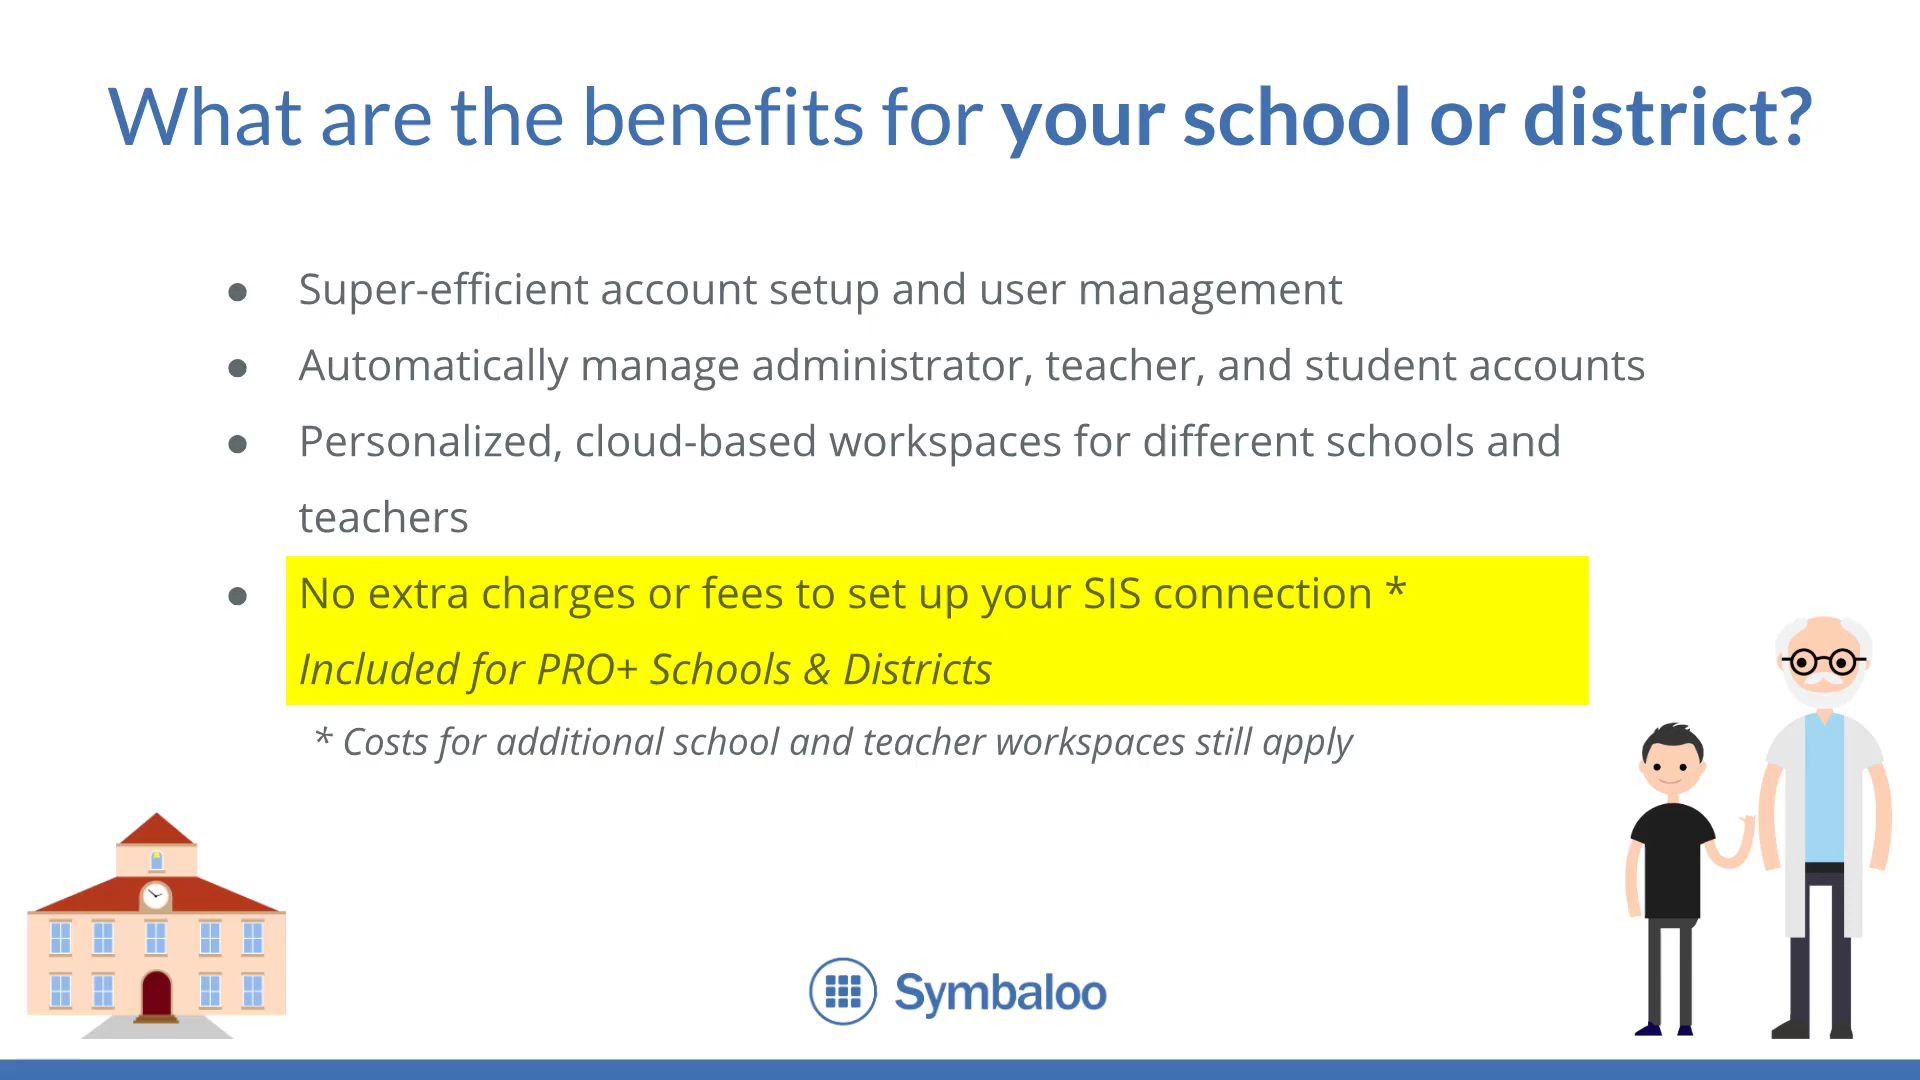 What are the benefits for your school or district?
● Super-efficient account setup and user management
● Automatically manage administrator, teacher, and student accounts
● Personalized, cloud-based workspaces for different schools and
teachers
● No extra charges or fees to set up your SIS connection *
Included for PRO+ Schools & Districts
* Costs for additional school and teacher workspaces still apply
Symbaloo